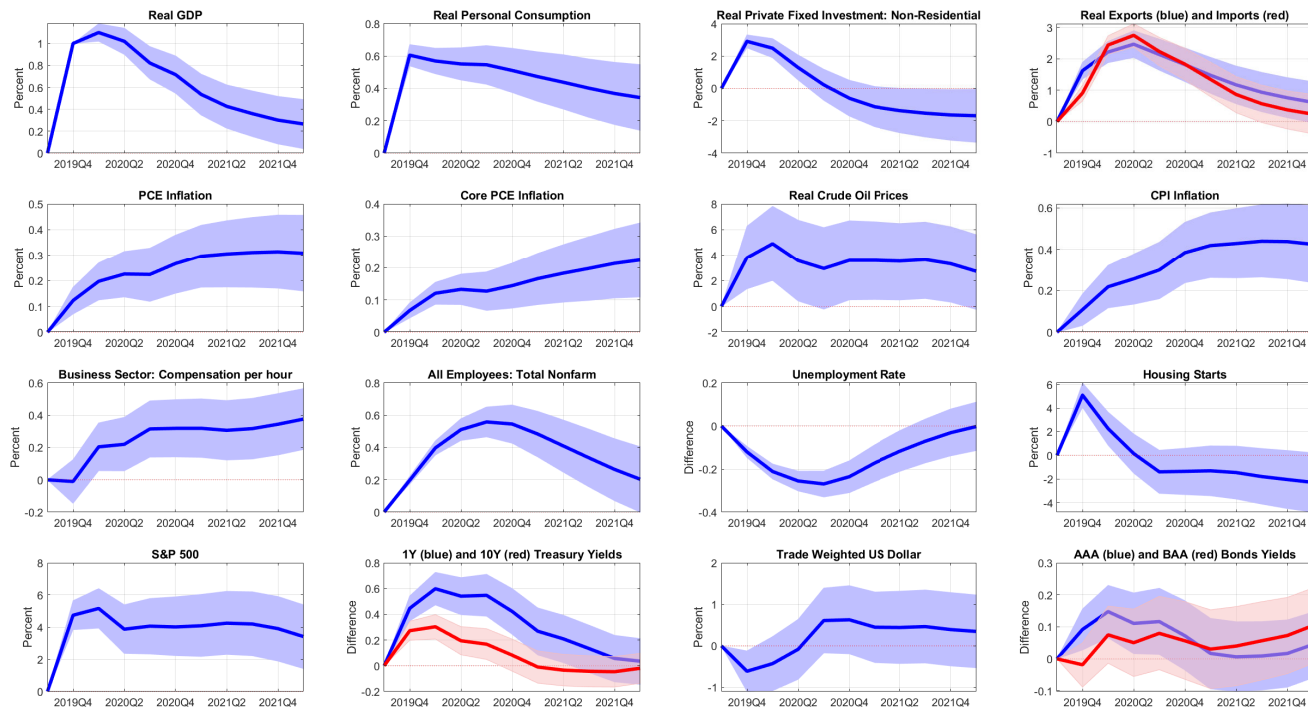 Real GDP
Percent
1
0.8
0.6
0.4
0.2
0
2019Q4 2020Q2 2020Q4 2021Q2 2021Q4
Real Personal Consumption
Percent
0.8
0.6
0.4
0.2
0
2019Q4 2020Q2 2020Q4 2021Q2 2021Q4
Real Private Fixed Investment: Non-Residential
Percent
4
2
0
-2
-4
2019Q4 2020Q2 2020Q4 2021Q2 2021Q4
Real Exports (blue) and Imports (red)
Percent
3
2
1
0
-1
2019Q4 2020Q2 2020Q4 2021Q2 2021Q4
PCE Inflation
Percent
0.5
0.4
0.3
0.2
0.1
0
2019Q4 2020Q2 2020Q4 2021Q2 2021Q4
Core PCE Inflation
Percent
0.4
0.3
0.2
0.1
0
2019Q4 2020Q2 2020Q4 2021Q2 2021Q4
Real Crude Oil Prices
Percent
8
6
4
2
0
-2
2019Q4 2020Q2 2020Q4 2021Q2 2021Q4
CPI Inflation
Percent
0.6
0.4
0.2
0
2019Q4 2020Q2 2020Q4 2021Q2 2021Q4
Business Sector: Compensation per hour
Percent
0.6
0.4
0.2
0
-0.2
2019Q4 2020Q2 2020Q4 2021Q2 2021Q4
All Employees: Total Nonfarm
Percent
0.8
0.6
0.4
0.2
0
2019Q4 2020Q2 2020Q4 2021Q2 2021Q4
Unemployment Rate
Difference
0.2
0
-0.2
-0.4
2019Q4 2020Q2 2020Q4 2021Q2 2021Q4
Housing Starts
Percent
6
4
2
0
-2
-4
2019Q4 2020Q2 2020Q4 2021Q2 2021Q4
S&P 500
Percent
8
6
4
2
0
2019Q4 2020Q2 2020Q4 2021Q2 2021Q4
1Y (blue) and 10Y (red) Treasury Yields
Difference
0.8
0.6
0.4
0.2
0
-0.2
2019Q4 2020Q2 2020Q4 2021Q2 2021Q4
Trade Weighted US Dollar
Percent
2
1
0
-1
2019Q4 2020Q2 2020Q4 2021Q2 2021Q4
AAA (blue) and BAA (red) Bonds Yields
Difference
0.3
0.2
0.1
0
-0.1
2019Q4 2020Q2 2020Q4 2021Q2 2021Q4